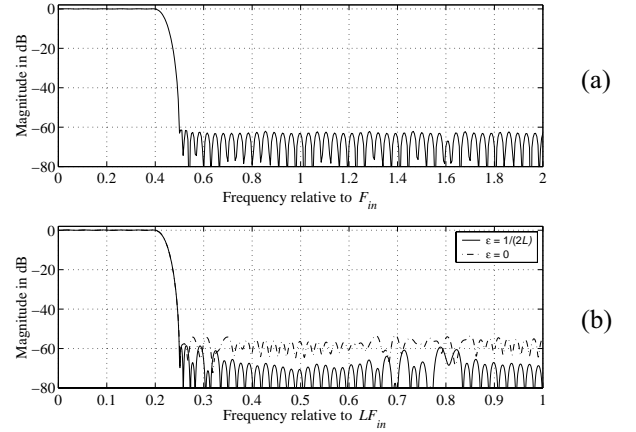 0
−20
−40
−60
−80
Magnitude in dB
0 0.2 0.4 0.6 0.8 1 1.2 1.4 1.6 1.8 2
Frequency relative to F_in
(a)
0
−20
−40
−60
−80
Magnitude in dB
ε = 1/(2L)
ε = 0
0 0.1 0.2 0.3 0.4 0.5 0.6 0.7 0.8 0.9 1
Frequency relative to LF_in
(b)